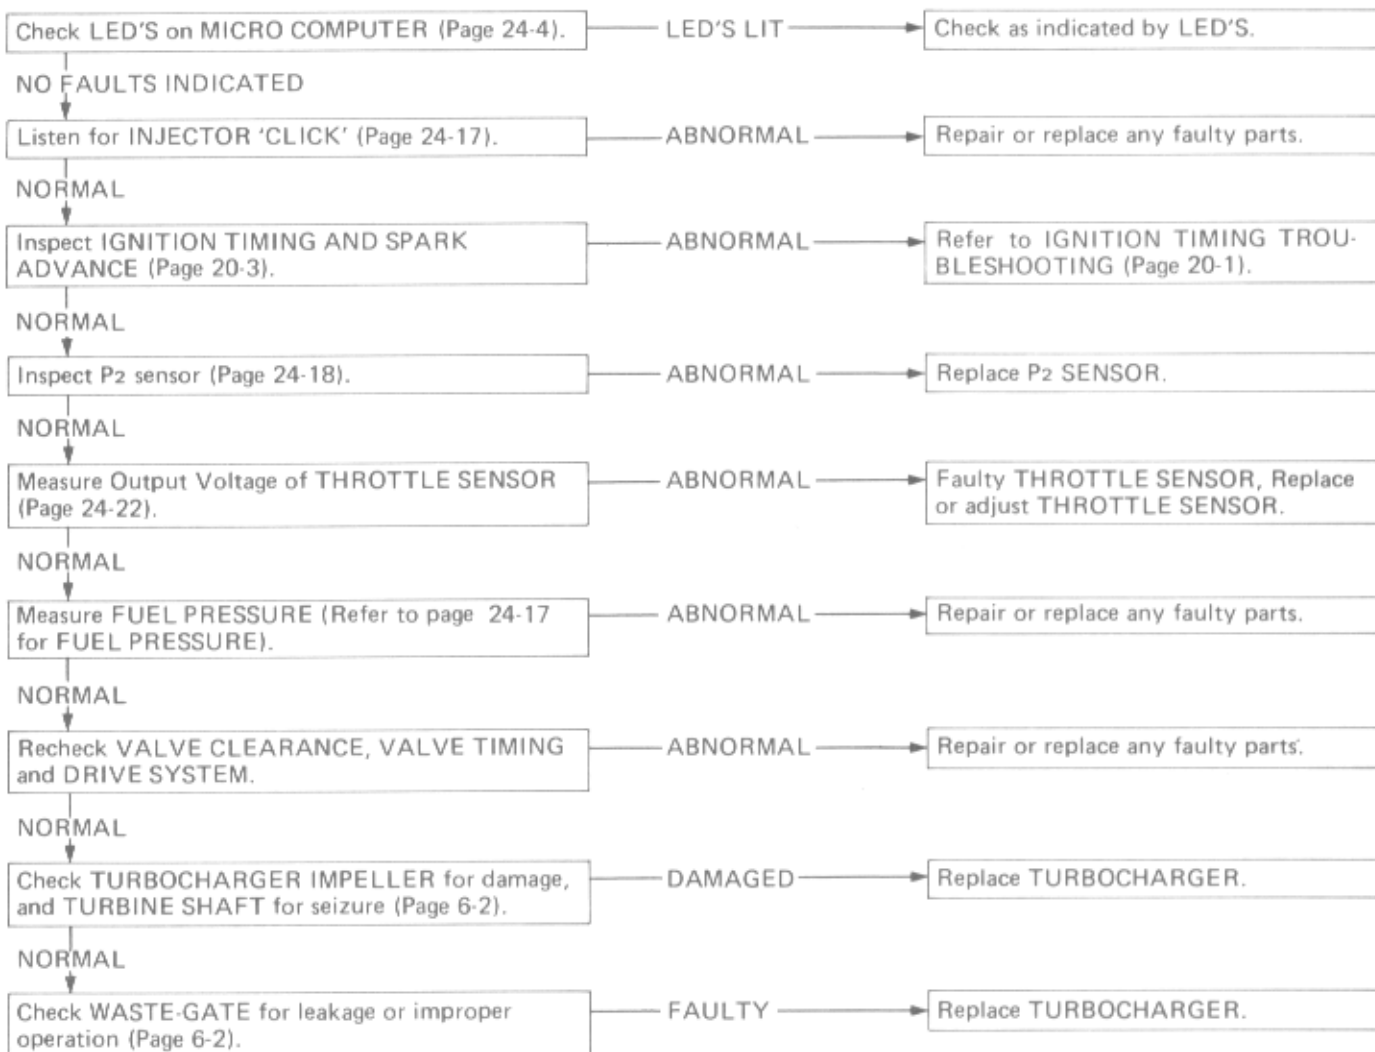 Check LED'S on MICRO COMPUTER (Page 24-4).
LED'S LIT
Check as indicated by LED'S.
NO FAULTS INDICATED
Listen for INJECTOR 'CLICK' (Page 24-17).
ABNORMAL
Repair or replace any faulty parts.
NORMAL
Inspect IGNITION TIMING AND SPARK
ADVANCE (Page 20-3).
ABNORMAL
Refer to IGNITION TIMING TROU-
BLESHOOTING (Page 20-1).
NORMAL
Inspect P2 sensor (Page 24-18).
ABNORMAL
Replace P2 SENSOR.
NORMAL
Measure Output Voltage of THROTTLE SENSOR
(Page 24-22).
ABNORMAL
Faulty THROTTLE SENSOR, Replace
or adjust THROTTLE SENSOR.
NORMAL
Measure FUEL PRESSURE (Refer to page 24-17
for FUEL PRESSURE).
ABNORMAL
Repair or replace any faulty parts.
NORMAL
Recheck VALVE CLEARANCE, VALVE TIMING
and DRIVE SYSTEM.
ABNORMAL
Repair or replace any faulty parts.
NORMAL
Check TURBOCHARGER IMPELLER for damage,
and TURBINE SHAFT for seizure (Page 6-2).
DAMAGED
Replace TURBOCHARGER.
NORMAL
Check WASTE-GATE for leakage or improper
operation (Page 6-2).
FAULTY
Replace TURBOCHARGER.